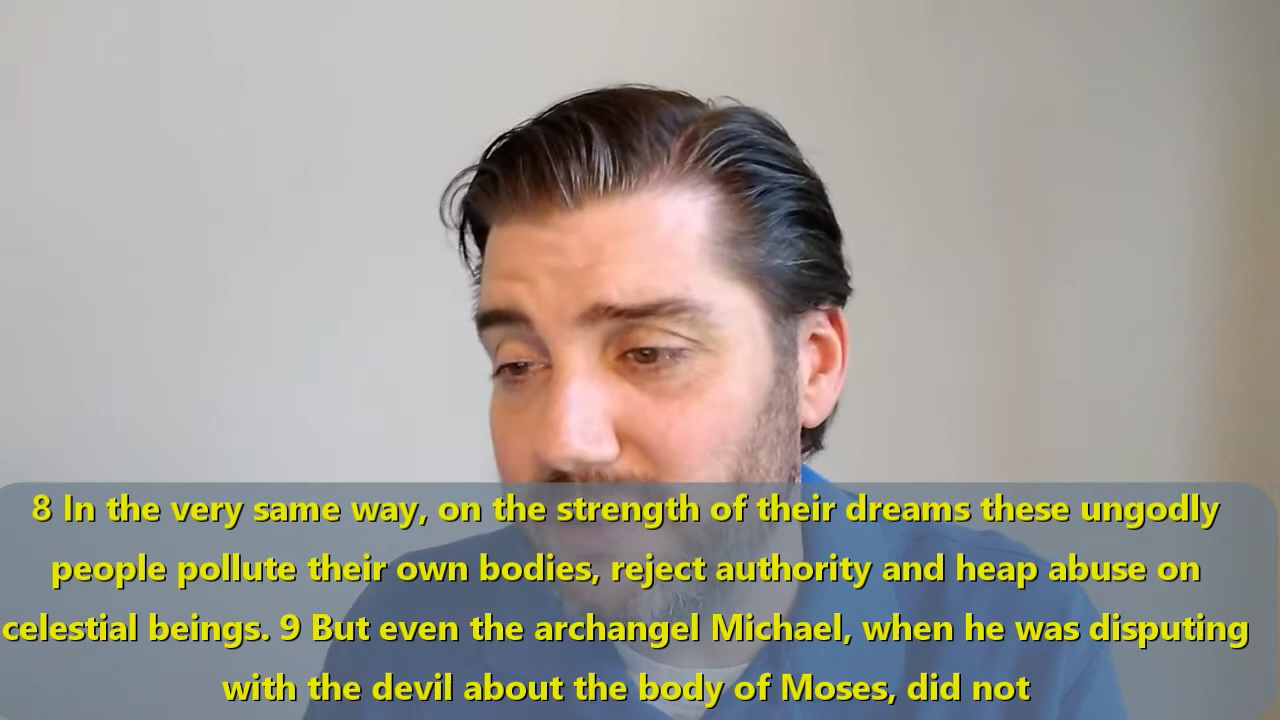 8 In the very same way, on the strength of their dreams these ungodly
people pollute their own bodies, reject authority and heap abuse on
celestial beings. 9 But even the archangel Michael, when he was disputing
with the devil about the body of Moses, did not